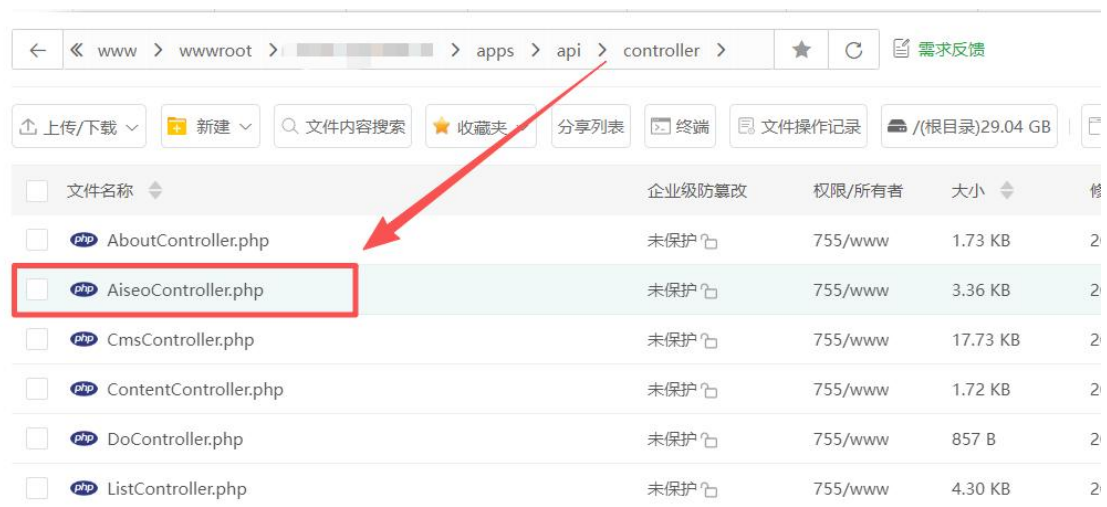 ← « www > wwwroot > > apps > api > controller > 需求反馈
上传/下载 新建 文件内容搜索 收藏夹 分享列表 终端 文件操作记录 /(根目录)29.04 GB
文件名称 企业级防篡改 权限/所有者 大小
php AboutController.php 未保护 755/www 1.73 KB
php AiseoController.php 未保护 755/www 3.36 KB
php CmsController.php 未保护 755/www 17.73 KB
php ContentController.php 未保护 755/www 1.72 KB
php DoController.php 未保护 755/www 857 B
php ListController.php 未保护 755/www 4.30 KB